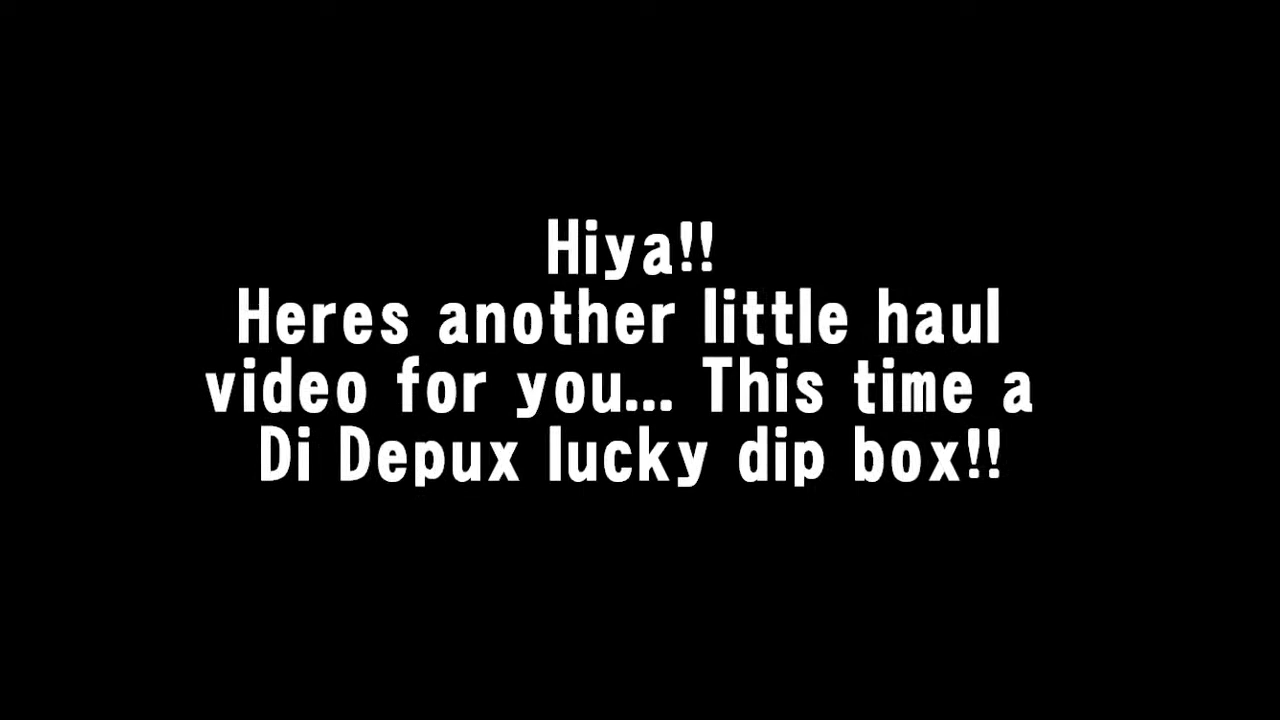 Hiya!!
Heres another little haul
video for you... This time a
Di Depux lucky dip box!!